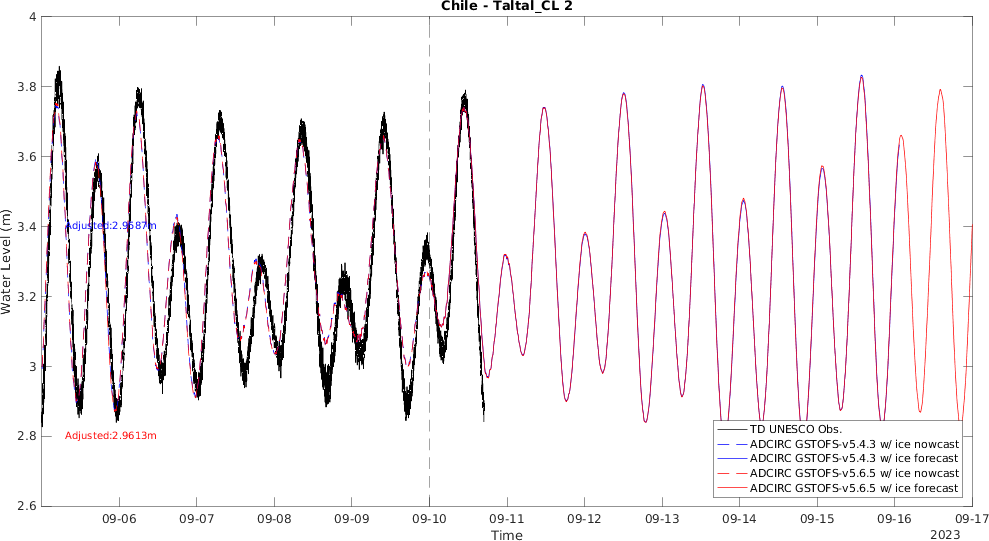 Chile - Taltal_CL 2
Water Level (m)
4
3.8
3.6
3.4
3.2
3
2.8
2.6
Adjusted:2.9587m
Adjusted:2.9613m
TD UNESCO Obs.
ADCIRC GSTOFS-v5.4.3 w/ ice nowcast
ADCIRC GSTOFS-v5.4.3 w/ ice forecast
ADCIRC GSTOFS-v5.6.5 w/ ice nowcast
ADCIRC GSTOFS-v5.6.5 w/ ice forecast
09-06 09-07 09-08 09-09 09-10 09-11 09-12 09-13 09-14 09-15 09-16 09-17
Time
2023